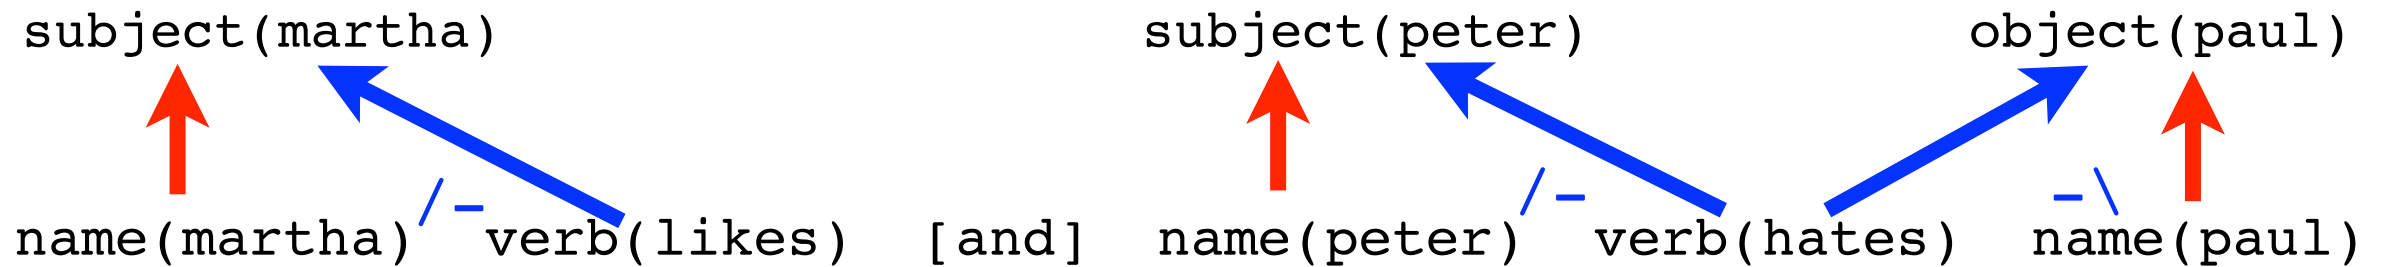 subject(martha) subject(peter) object(paul)
/- /- -\
name(martha) verb(likes) [and] name(peter) verb(hates) name(paul)